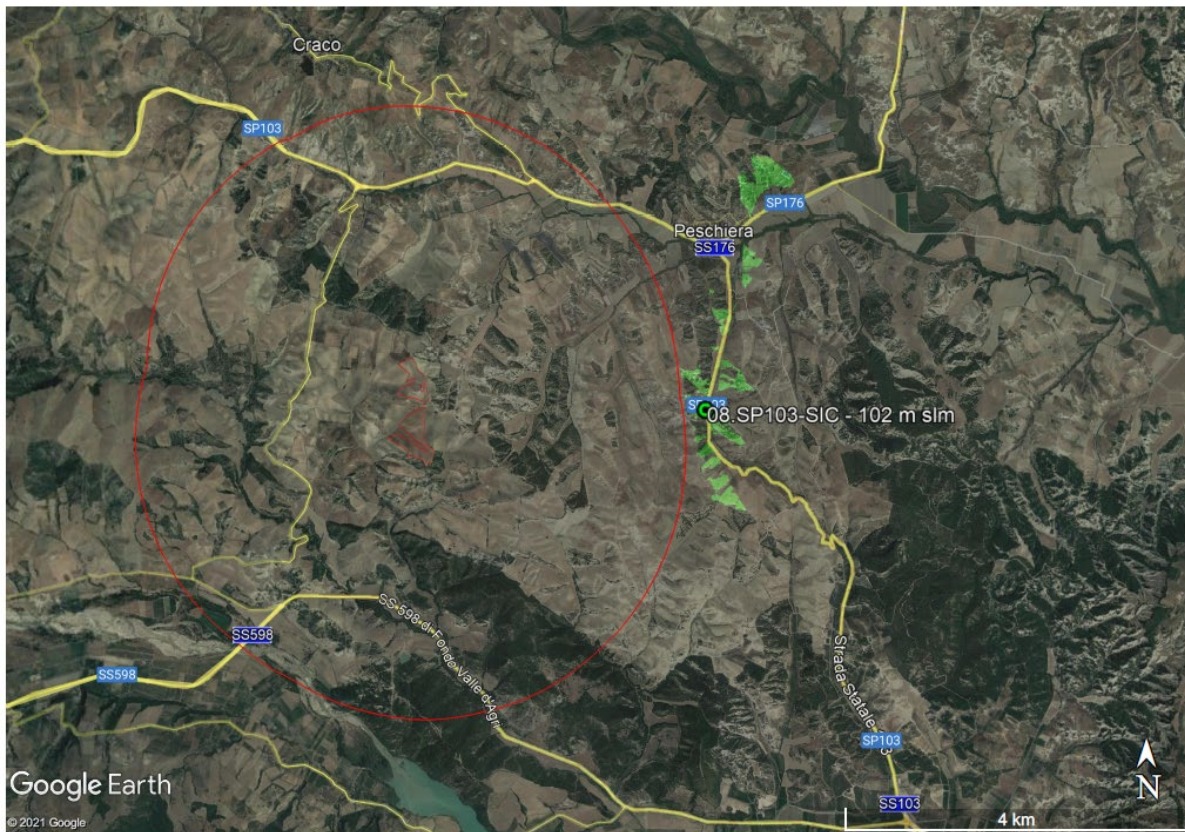 Craco
SP103
SP176
Peschiera
SS176
SP103
08.SP103-SIC - 102 m slm
SS598
SS 598 di Fondo Valle d'Agri
SS598
Strada Statale
SP103
SS103
N
4 km
Google Earth
© 2021 Google